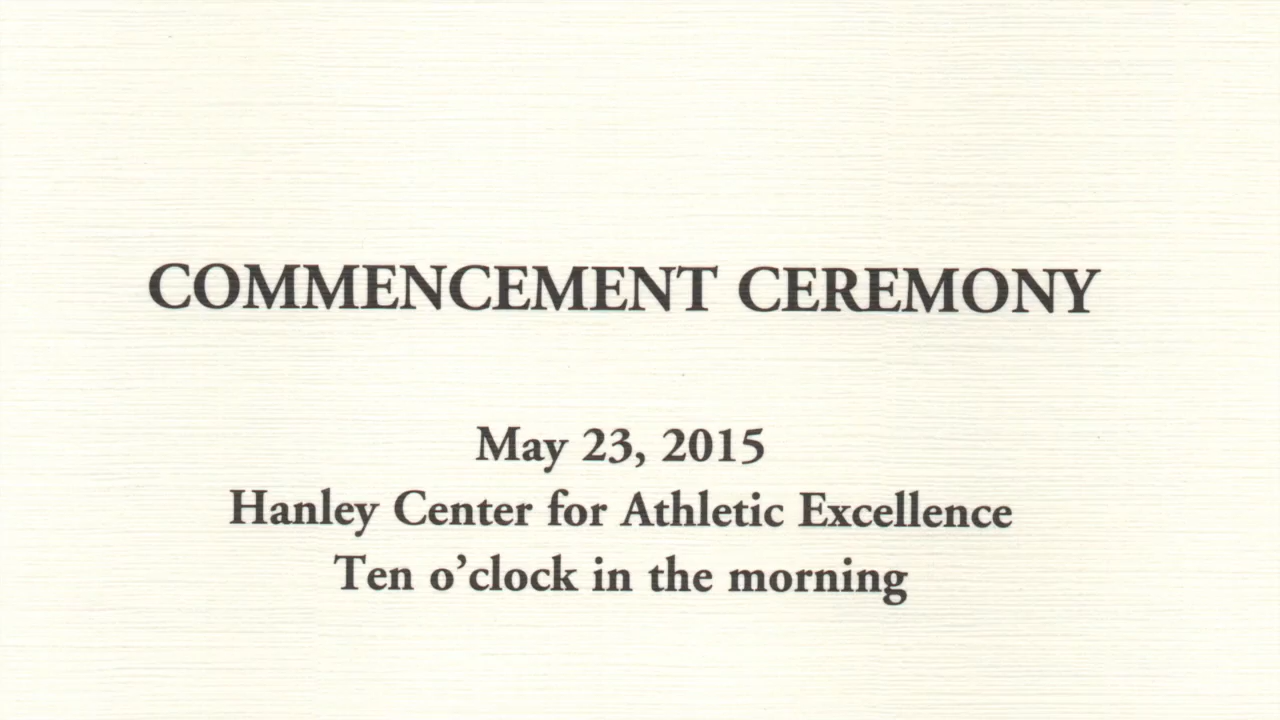 COMMENCEMENT CEREMONY
May 23, 2015
Hanley Center for Athletic Excellence
Ten o’clock in the morning